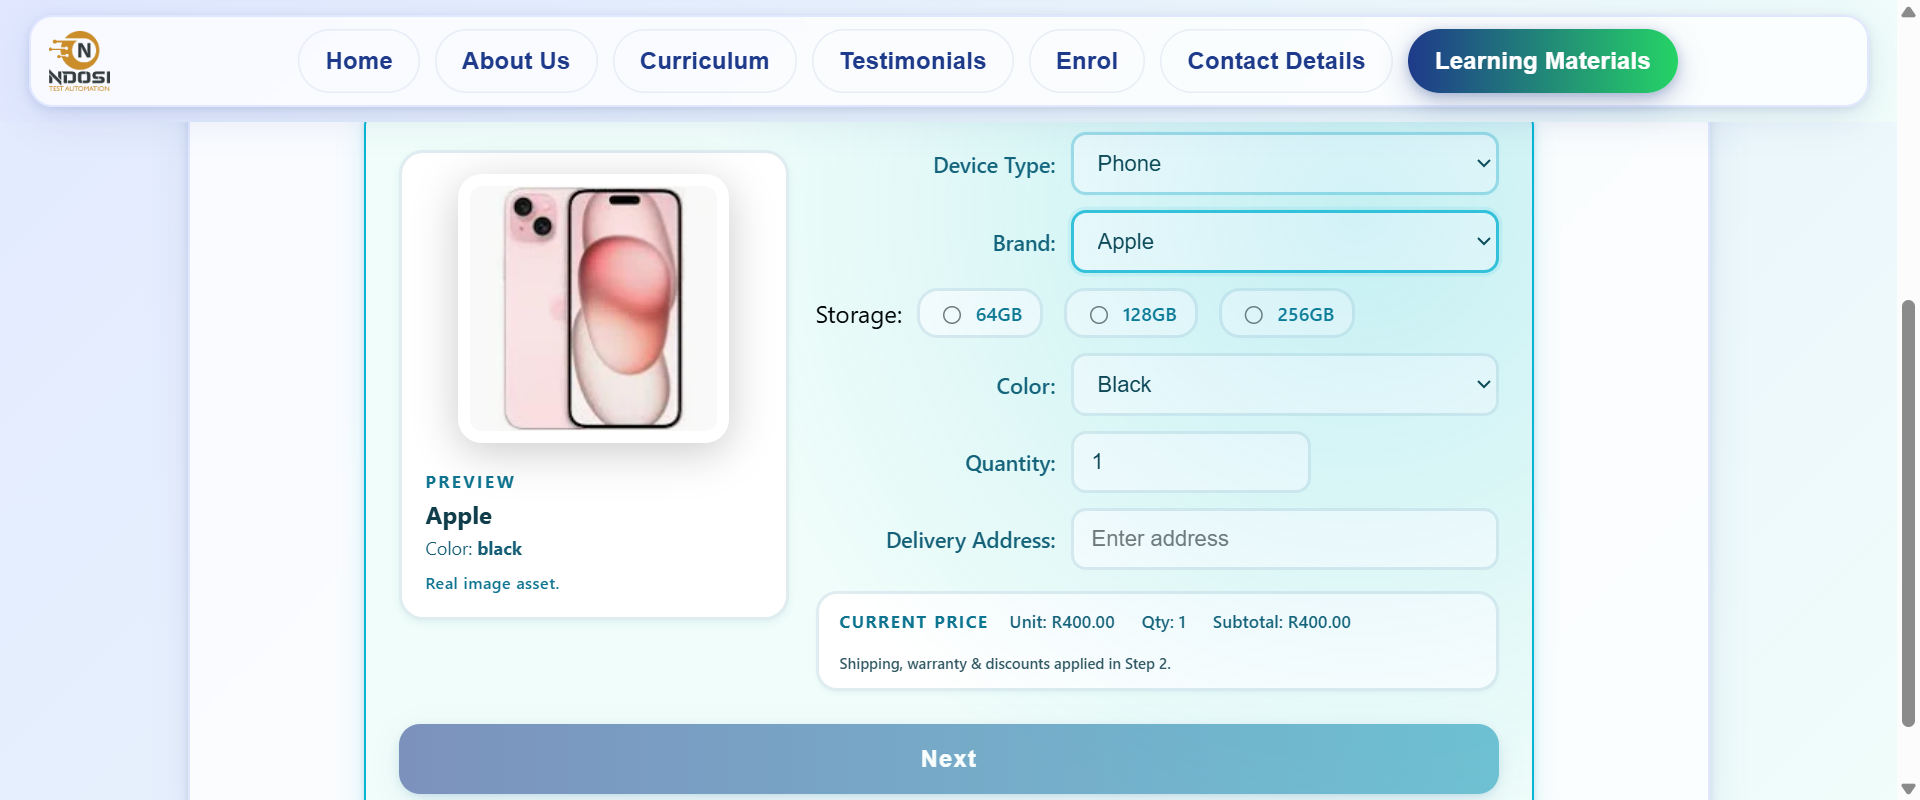 N
NDOSI
TEST AUTOMATION
Home
About Us
Curriculum
Testimonials
Enrol
Contact Details
Learning Materials
Device Type:
Phone
Brand:
Apple
Storage:
64GB
128GB
256GB
Color:
Black
Quantity:
1
Delivery Address:
Enter address
PREVIEW
Apple
Color: black
Real image asset.
CURRENT PRICE Unit: R400.00 Qty: 1 Subtotal: R400.00
Shipping, warranty & discounts applied in Step 2.
Next